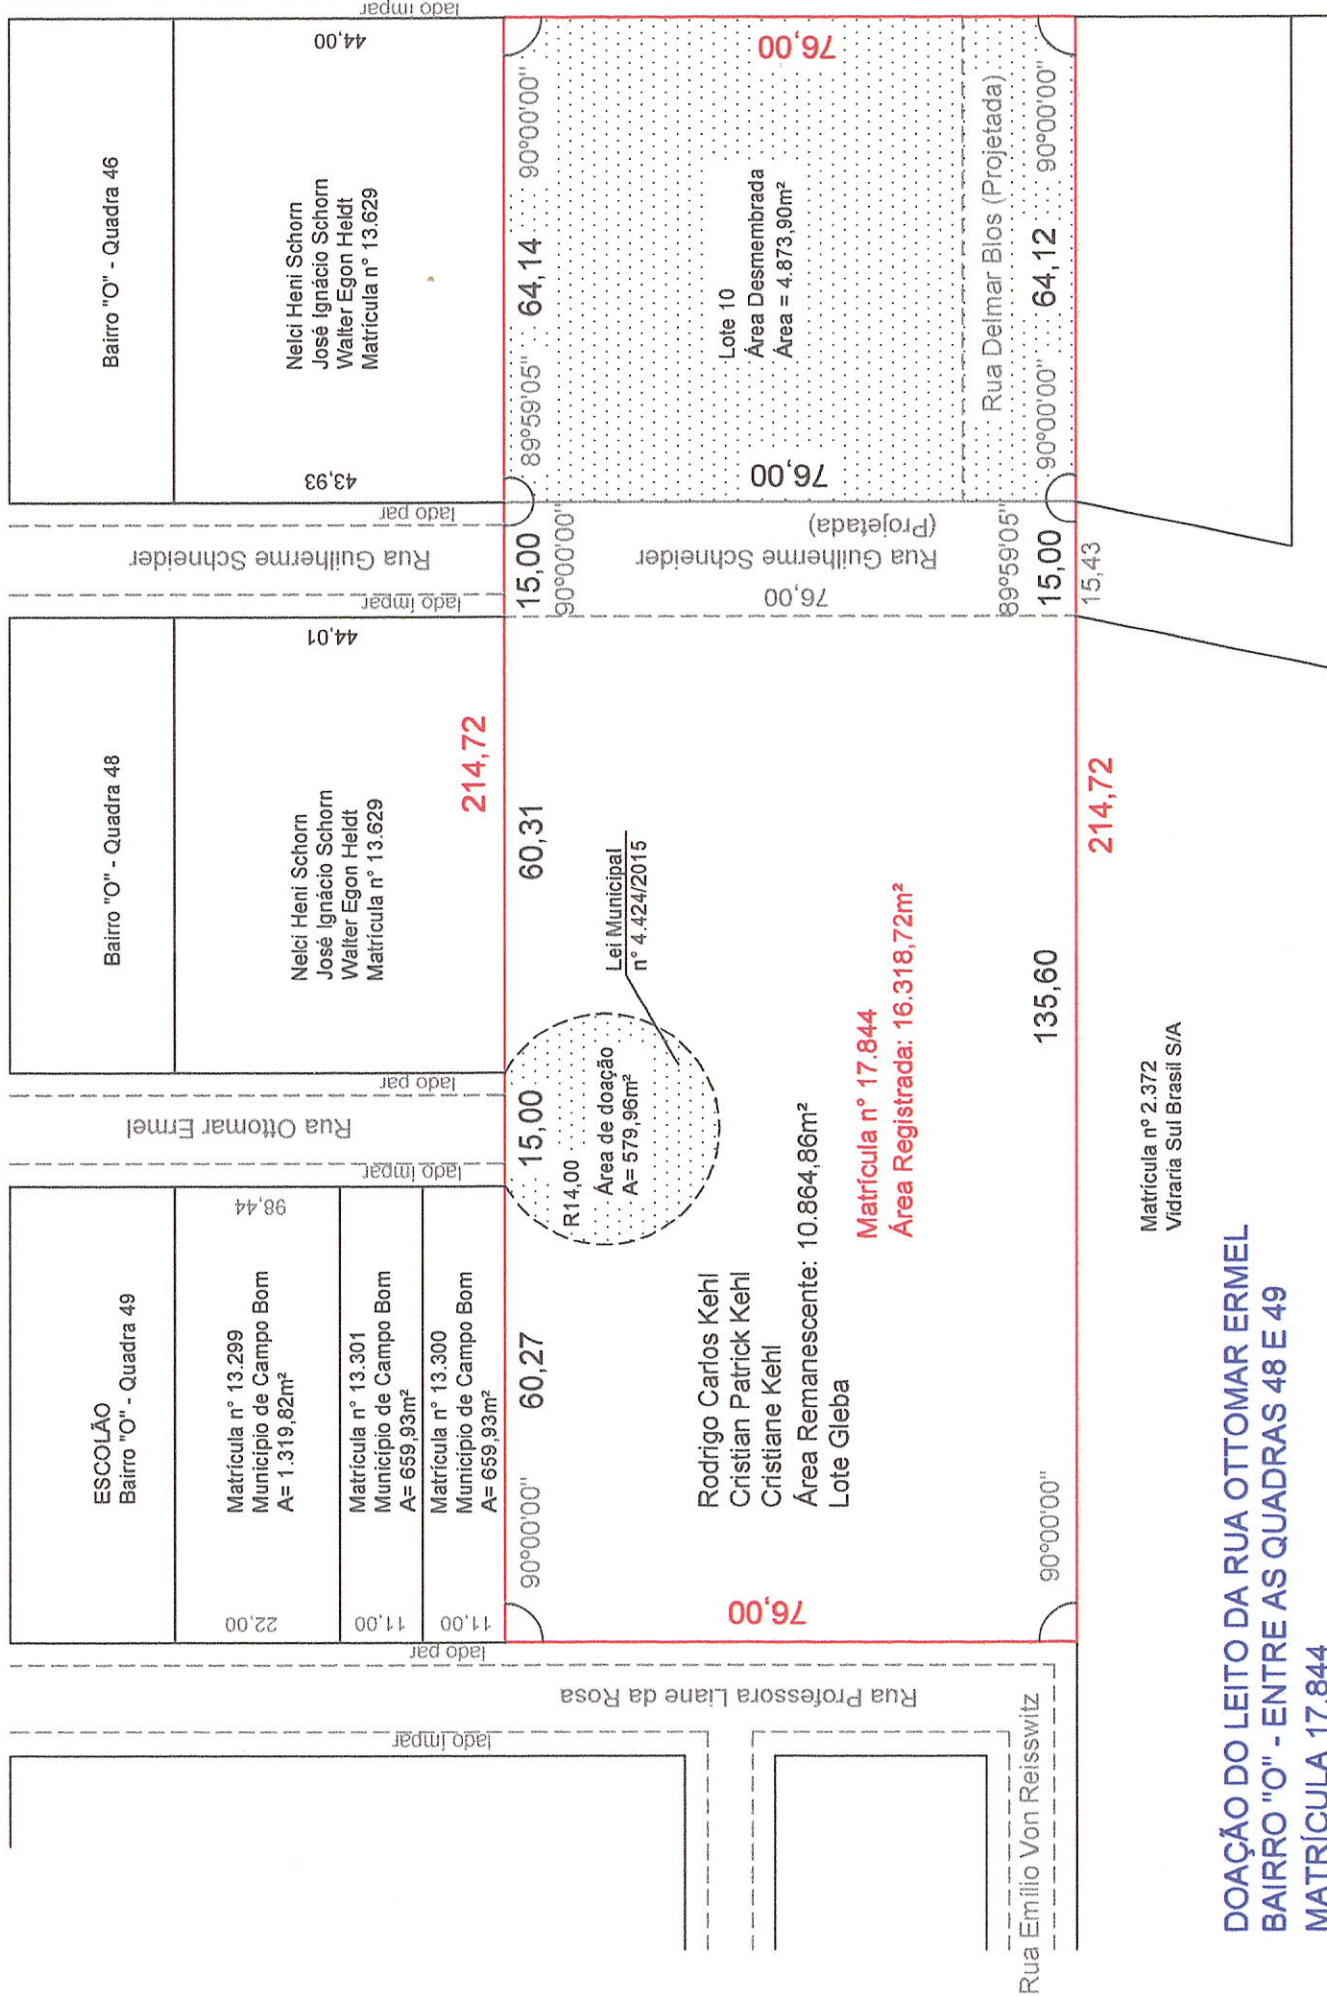 ESCOLÃO
Bairro "O" - Quadra 49
Bairro "O" - Quadra 48
Bairro "O" - Quadra 46
Matrícula n° 13.299
Município de Campo Bom
A= 1.319,82m²
22,00
98,44
Matrícula n° 13.301
Município de Campo Bom
A= 659,93m²
11,00
Matrícula n° 13.300
Município de Campo Bom
A= 659,93m²
11,00
Rua Ottomar Ermel
lado ímpar
lado par
Nelci Heni Schorn
José Ignácio Schorn
Walter Egon Heldt
Matrícula n° 13.629
44,01
Rua Guilherme Schneider
lado ímpar
lado par
Nelci Heni Schorn
José Ignácio Schorn
Walter Egon Heldt
Matrícula n° 13.629
43,93
44,00
lado ímpar
lado ímpar
lado par
Rua Professora Liane da Rosa
Rua Emílio Von Reisswitz
214,72
90°00'00"
60,27
15,00
60,31
15,00
90°00'00"
89°59'05"
64,14
90°00'00"
R14,00
Área de doação
A= 579,96m²
Lei Municipal
n° 4.424/2015
76,00
Rodrigo Carlos Kehl
Cristian Patrick Kehl
Cristiane Kehl
Área Remanescente: 10.864,86m²
Lote Gleba
Matrícula n° 17.844
Área Registrada: 16.318,72m²
76,00
Rua Guilherme Schneider
(Projetada)
76,00
Lote 10
Área Desmembrada
Área = 4.873,90m²
76,00
Rua Delmar Blos (Projetada)
90°00'00"
135,60
89°59'05"
15,00
90°00'00"
64,12
90°00'00"
214,72
15,43
Matrícula nº 2.372
Vidraria Sul Brasil S/A
DOAÇÃO DO LEITO DA RUA OTTOMAR ERMEL
BAIRRO "O" - ENTRE AS QUADRAS 48 E 49
MATRÍCULA 17.844